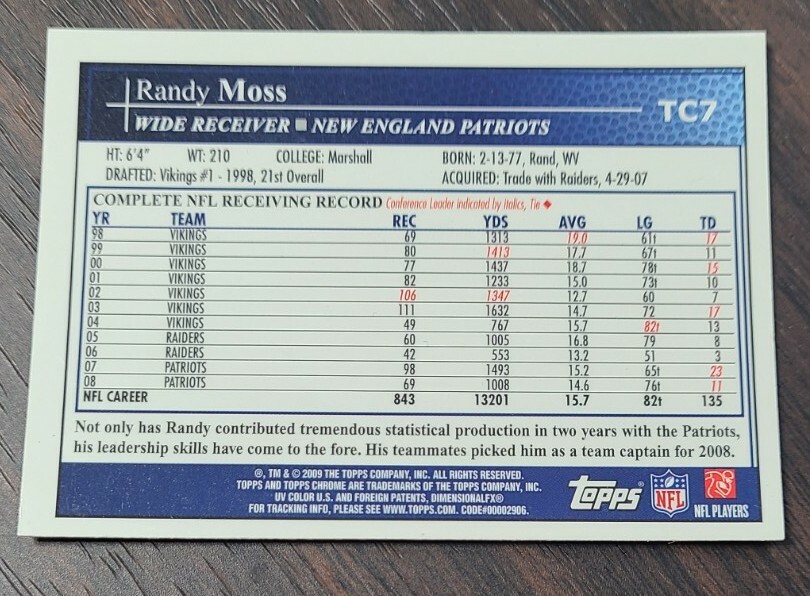 Randy Moss
TC7
WIDE RECEIVER ■ NEW ENGLAND PATRIOTS
HT: 6'4" WT: 210 COLLEGE: Marshall BORN: 2-13-77, Rand, WV
DRAFTED: Vikings #1 - 1998, 21st Overall ACQUIRED: Trade with Raiders, 4-29-07
COMPLETE NFL RECEIVING RECORD Conference Leader indicated by Italics, Tie ◆
YR TEAM REC YDS AVG LG TD
98 VIKINGS 69 1313 19.0 61t 17
99 VIKINGS 80 1413 17.7 67t 11
00 VIKINGS 77 1437 18.7 78t 15
01 VIKINGS 82 1233 15.0 73t 10
02 VIKINGS 106 1347 12.7 60 7
03 VIKINGS 111 1632 14.7 72 17
04 VIKINGS 49 767 15.7 82t 13
05 RAIDERS 60 1005 16.8 79 8
06 RAIDERS 42 553 13.2 51 3
07 PATRIOTS 98 1493 15.2 65t 23
08 PATRIOTS 69 1008 14.6 76t 11
NFL CAREER 843 13201 15.7 82t 135
Not only has Randy contributed tremendous statistical production in two years with the Patriots,
his leadership skills have come to the fore. His teammates picked him as a team captain for 2008.
®, TM & © 2009 THE TOPPS COMPANY, INC. ALL RIGHTS RESERVED.
TOPPS AND TOPPS CHROME ARE TRADEMARKS OF THE TOPPS COMPANY, INC.
UV COLOR U.S. AND FOREIGN PATENTS, DIMENSIONALFX®
FOR TRACKING INFO, PLEASE SEE WWW.TOPPS.COM. CODE#00002906.
Topps®
NFL
NFL PLAYERS